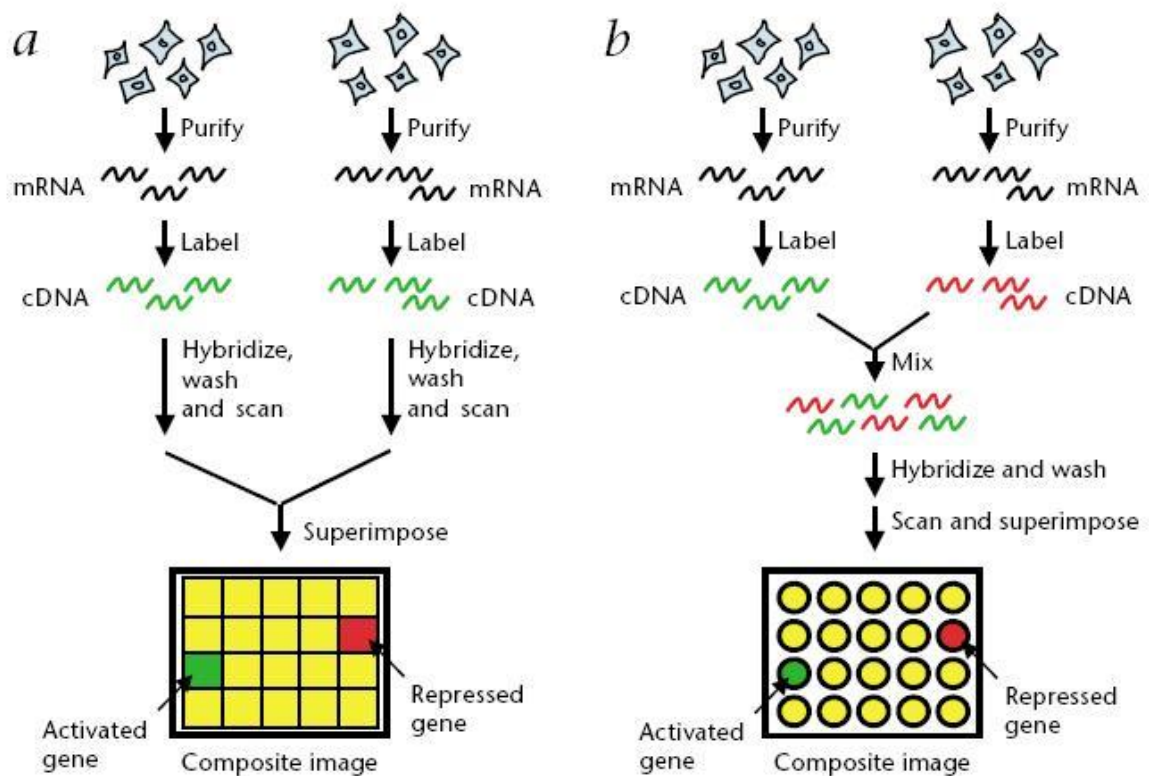 a
Purify
Purify
mRNA
mRNA
Label
Label
cDNA
cDNA
Hybridize,
wash
and scan
Hybridize,
wash
and scan
Superimpose
Activated
gene
Repressed
gene
Composite image
b
Purify
Purify
mRNA
mRNA
Label
Label
cDNA
cDNA
Mix
Hybridize and wash
Scan and superimpose
Activated
gene
Repressed
gene
Composite image